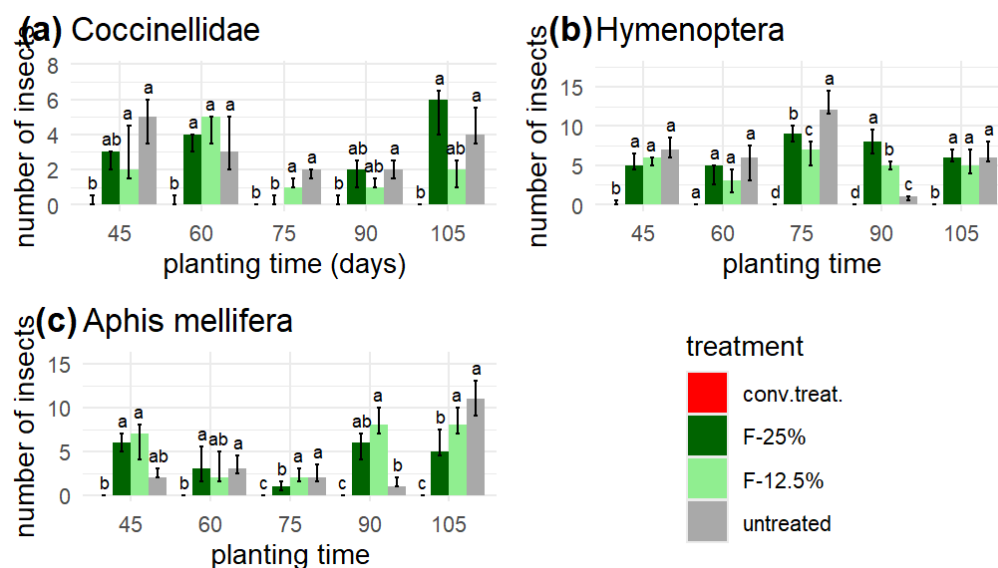 (a) Coccinellidae
number of insects
8
6
4
2
0
b ab a a
b a a a
b b a a
b ab ab a
b a ab a
45 60 75 90 105
planting time (days)
(b) Hymenoptera
number of insects
15
10
5
0
b a a a
a a a a
d b c a
d a b c
b a a a
45 60 75 90 105
planting time
(c) Aphis mellifera
number of insects
15
10
5
0
b a a ab
b a ab a
c b a a
c ab a b
c b a a
45 60 75 90 105
planting time
treatment
conv.treat.
F-25%
F-12.5%
untreated